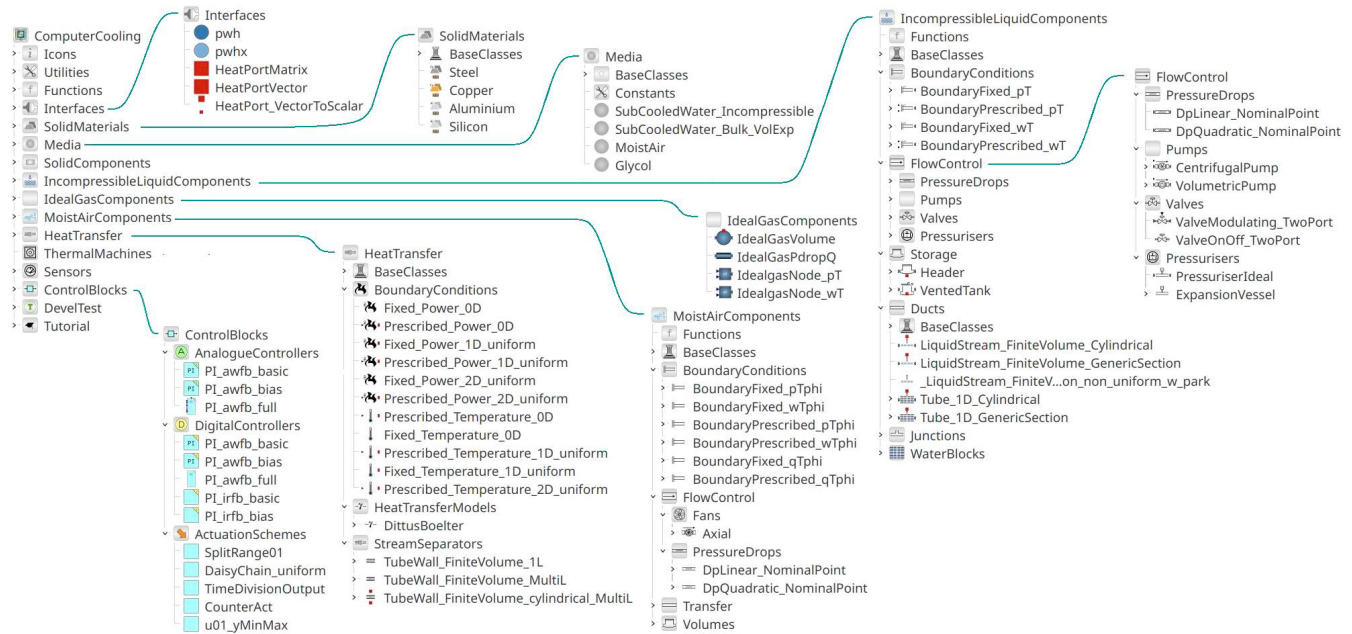 ComputerCooling
Icons
Utilities
Functions
Interfaces
SolidMaterials
Media
SolidComponents
IncompressibleLiquidComponents
IdealGasComponents
MoistAirComponents
HeatTransfer
ThermalMachines
Sensors
ControlBlocks
DevelTest
Tutorial
Interfaces
pwh
pwhx
HeatPortMatrix
HeatPortVector
HeatPort_VectorToScalar
SolidMaterials
BaseClasses
Steel
Copper
Aluminium
Silicon
Media
BaseClasses
Constants
SubCooledWater_Incompressible
SubCooledWater_Bulk_VolExp
MoistAir
Glycol
IdealGasComponents
IdealGasVolume
IdealGasPdropQ
IdealgasNode_pT
IdealgasNode_wT
ControlBlocks
AnalogueControllers
PI_awfb_basic
PI_awfb_bias
PI_awfb_full
DigitalControllers
PI_awfb_basic
PI_awfb_bias
PI_awfb_full
PI_irfb_basic
PI_irfb_bias
ActuationSchemes
SplitRange01
DaisyChain_uniform
TimeDivisionOutput
CounterAct
u01_yMinMax
HeatTransfer
BaseClasses
BoundaryConditions
Fixed_Power_0D
Prescribed_Power_0D
Fixed_Power_1D_uniform
Prescribed_Power_1D_uniform
Fixed_Power_2D_uniform
Prescribed_Power_2D_uniform
Prescribed_Temperature_0D
Fixed_Temperature_0D
Prescribed_Temperature_1D_uniform
Fixed_Temperature_1D_uniform
Prescribed_Temperature_2D_uniform
HeatTransferModels
DittusBoelter
StreamSeparators
TubeWall_FiniteVolume_1L
TubeWall_FiniteVolume_MultiL
TubeWall_FiniteVolume_cylindrical_MultiL
MoistAirComponents
Functions
BaseClasses
BoundaryConditions
BoundaryFixed_pTphi
BoundaryFixed_wTphi
BoundaryPrescribed_pTphi
BoundaryPrescribed_wTphi
BoundaryFixed_qTphi
BoundaryPrescribed_qTphi
FlowControl
Fans
Axial
PressureDrops
DpLinear_NominalPoint
DpQuadratic_NominalPoint
Transfer
Volumes
IncompressibleLiquidComponents
Functions
BaseClasses
BoundaryConditions
BoundaryFixed_pT
BoundaryPrescribed_pT
BoundaryFixed_wT
BoundaryPrescribed_wT
FlowControl
PressureDrops
Pumps
Valves
Pressurisers
Storage
Header
VentedTank
Ducts
BaseClasses
LiquidStream_FiniteVolume_Cylindrical
LiquidStream_FiniteVolume_GenericSection
_LiquidStream_FiniteV...on_non_uniform_w_park
Tube_1D_Cylindrical
Tube_1D_GenericSection
Junctions
WaterBlocks
FlowControl
PressureDrops
DpLinear_NominalPoint
DpQuadratic_NominalPoint
Pumps
CentrifugalPump
VolumetricPump
Valves
ValveModulating_TwoPort
ValveOnOff_TwoPort
Pressurisers
PressuriserIdeal
ExpansionVessel